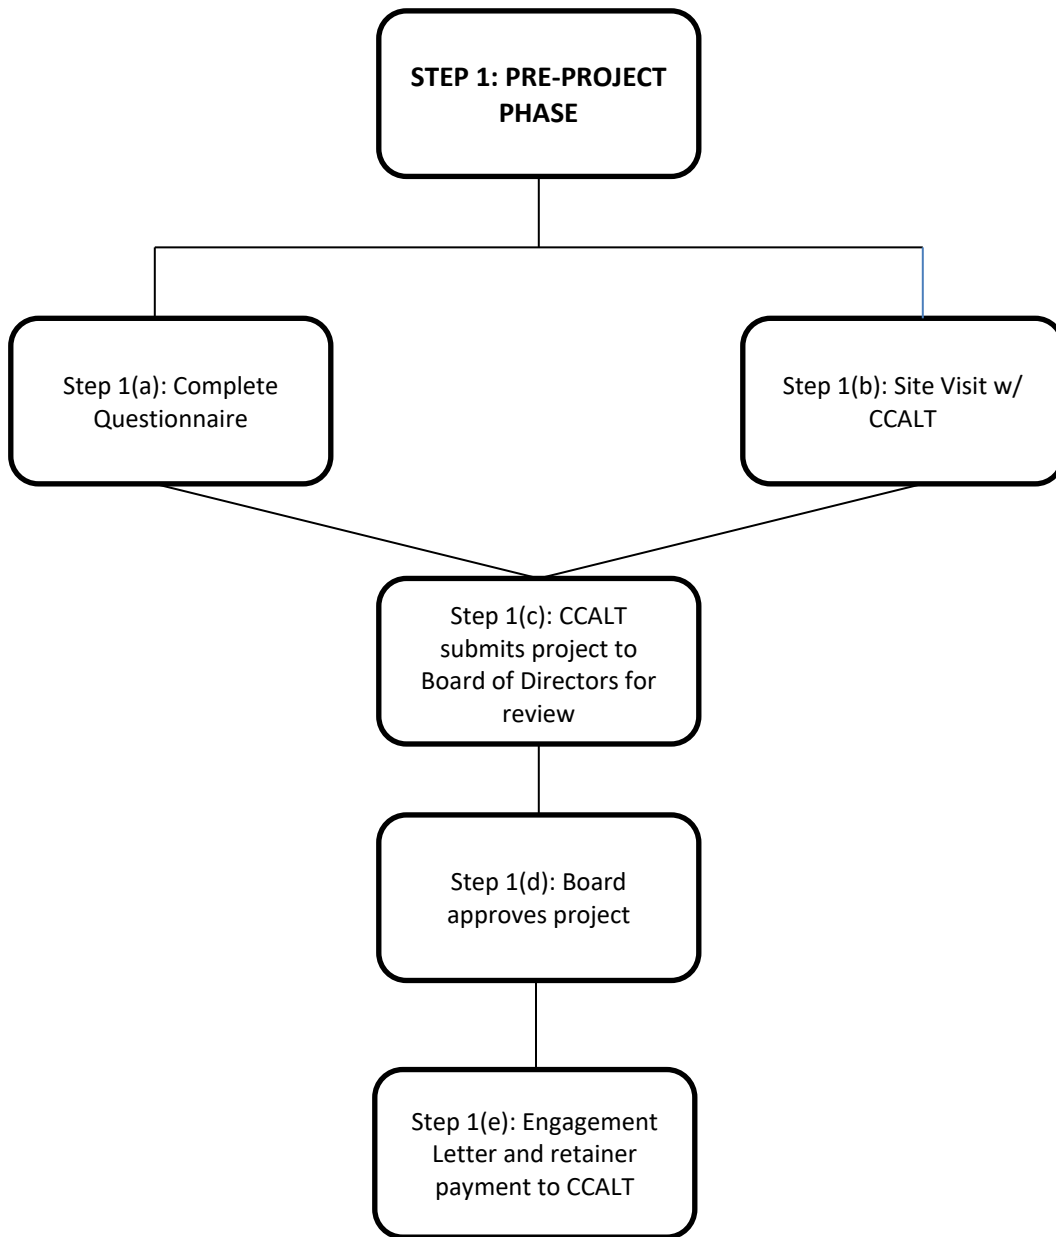 STEP 1: PRE-PROJECT
PHASE
Step 1(a): Complete
Questionnaire
Step 1(b): Site Visit w/
CCALT
Step 1(c): CCALT
submits project to
Board of Directors for
review
Step 1(d): Board
approves project
Step 1(e): Engagement
Letter and retainer
payment to CCALT